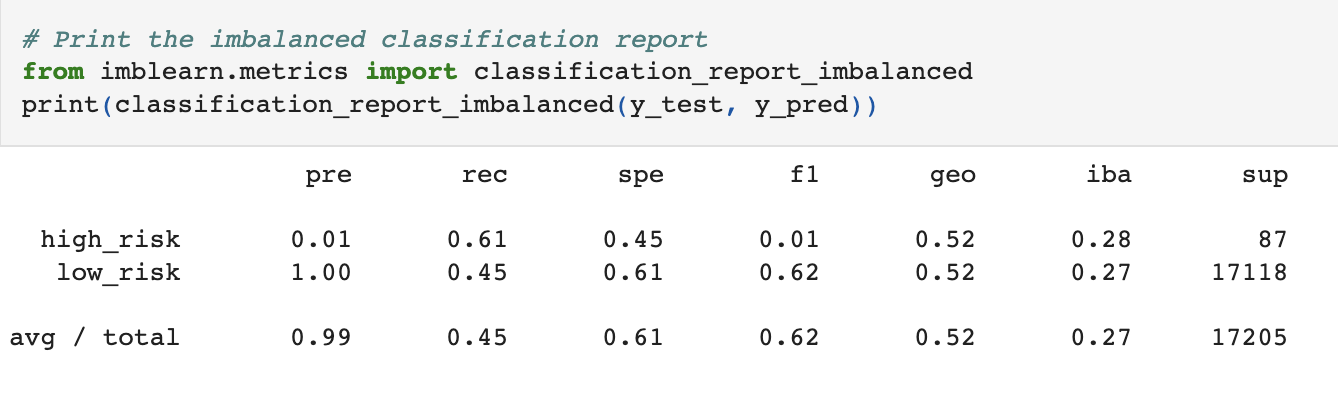 # Print the imbalanced classification report
from imblearn.metrics import classification_report_imbalanced
print(classification_report_imbalanced(y_test, y_pred))
pre rec spe f1 geo iba sup
high_risk 0.01 0.61 0.45 0.01 0.52 0.28 87
low_risk 1.00 0.45 0.61 0.62 0.52 0.27 17118
avg / total 0.99 0.45 0.61 0.62 0.52 0.27 17205